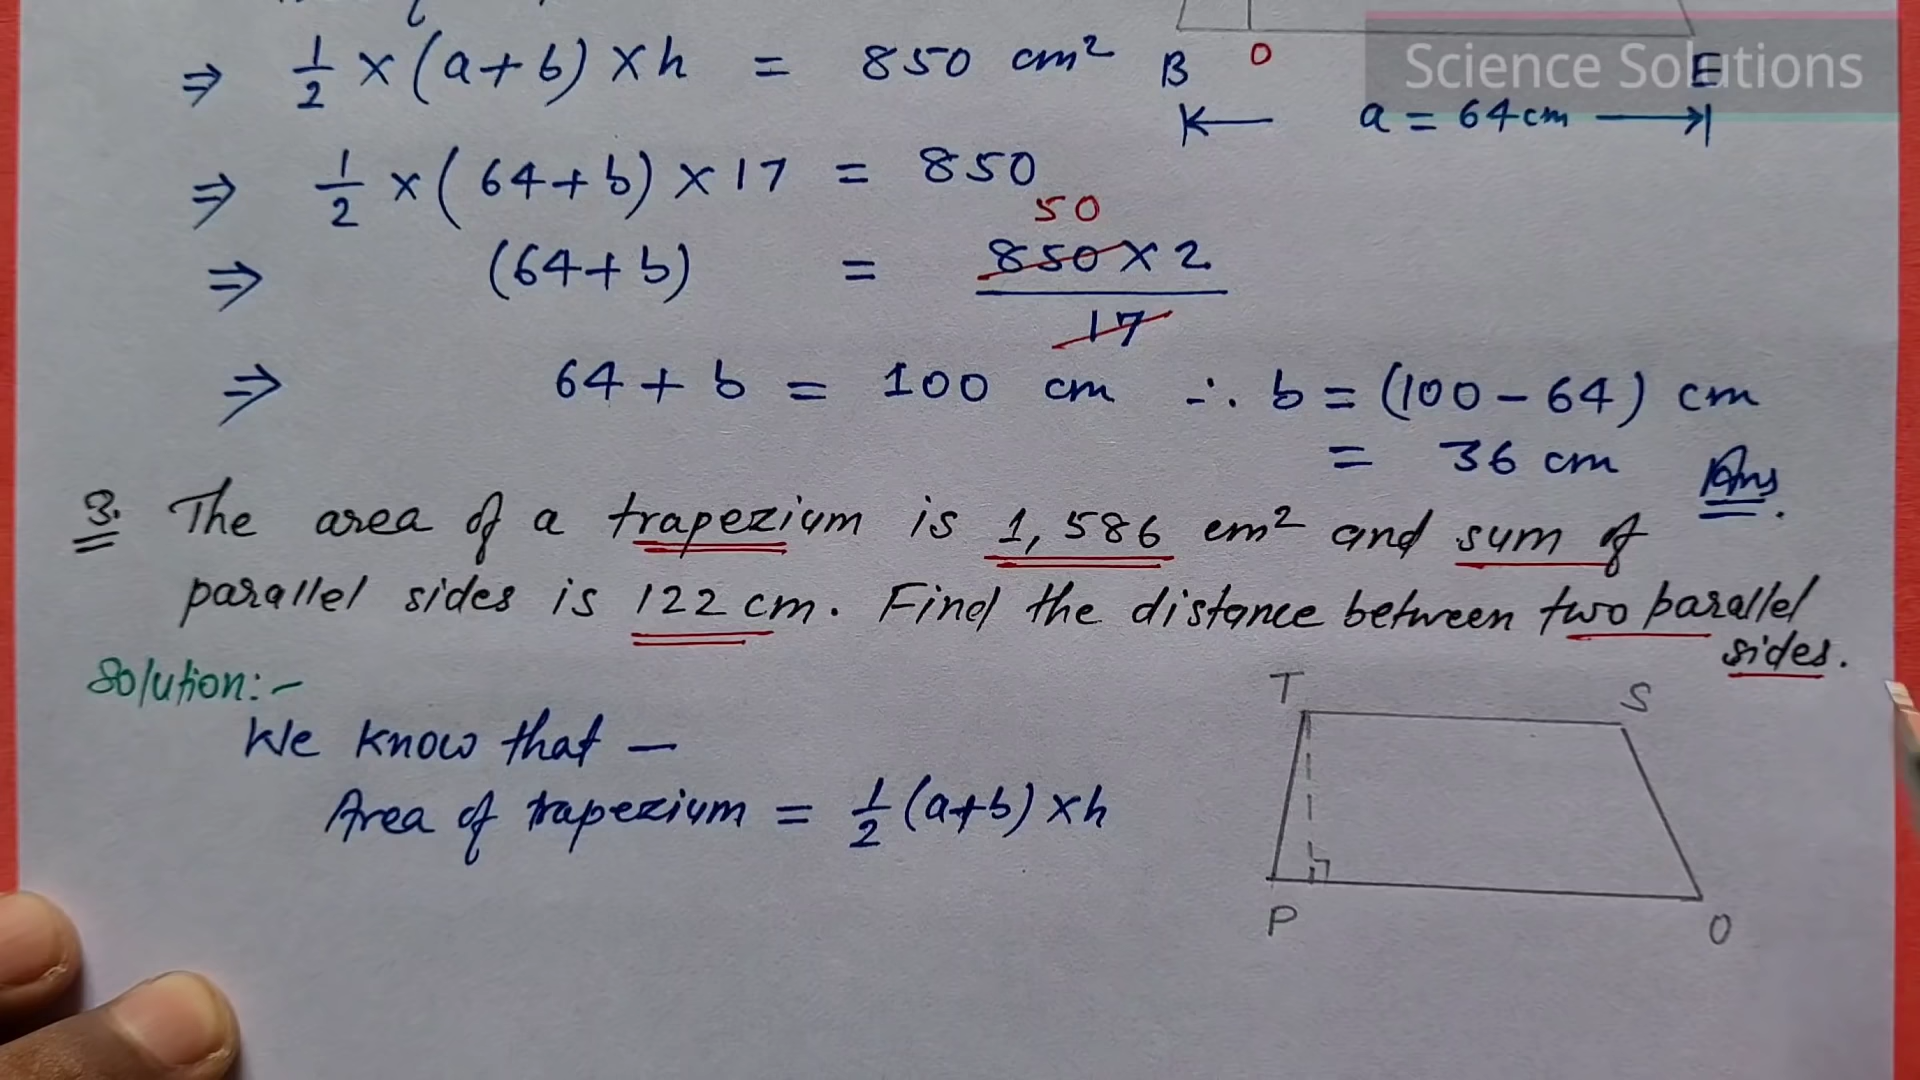 ⇒ 1/2 × (a+b) × h = 850 cm²
B O E
Science Solutions
a = 64 cm
⇒ 1/2 × (64+b) × 17 = 850
50
⇒ (64+b) = 850 × 2 / 17
⇒ 64 + b = 100 cm ∴ b = (100 - 64) cm
= 36 cm Ans.
3. The area of a trapezium is 1,586 cm² and sum of
parallel sides is 122 cm. Find the distance between two parallel
sides.
Solution:-
T S
We know that —
Area of trapezium = 1/2 (a+b) × h
P O